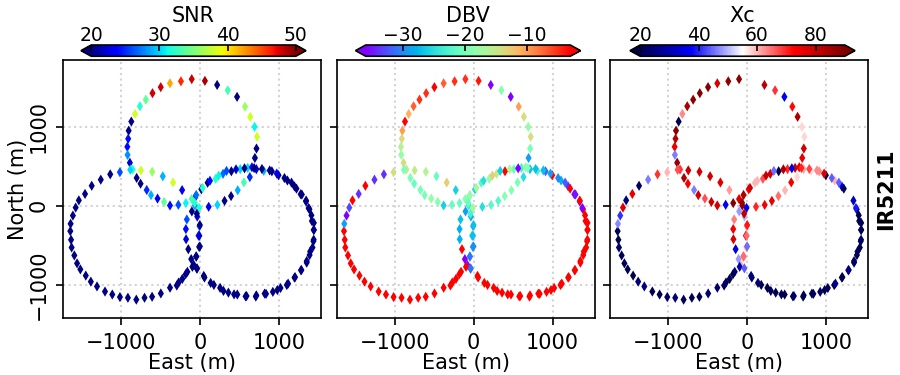 SNR DBV Xc
20 30 40 50 −30 −20 −10 20 40 60 80
North (m)
1000
0
−1000
−1000 0 1000 −1000 0 1000 −1000 0 1000
East (m) East (m) East (m)
IR5211